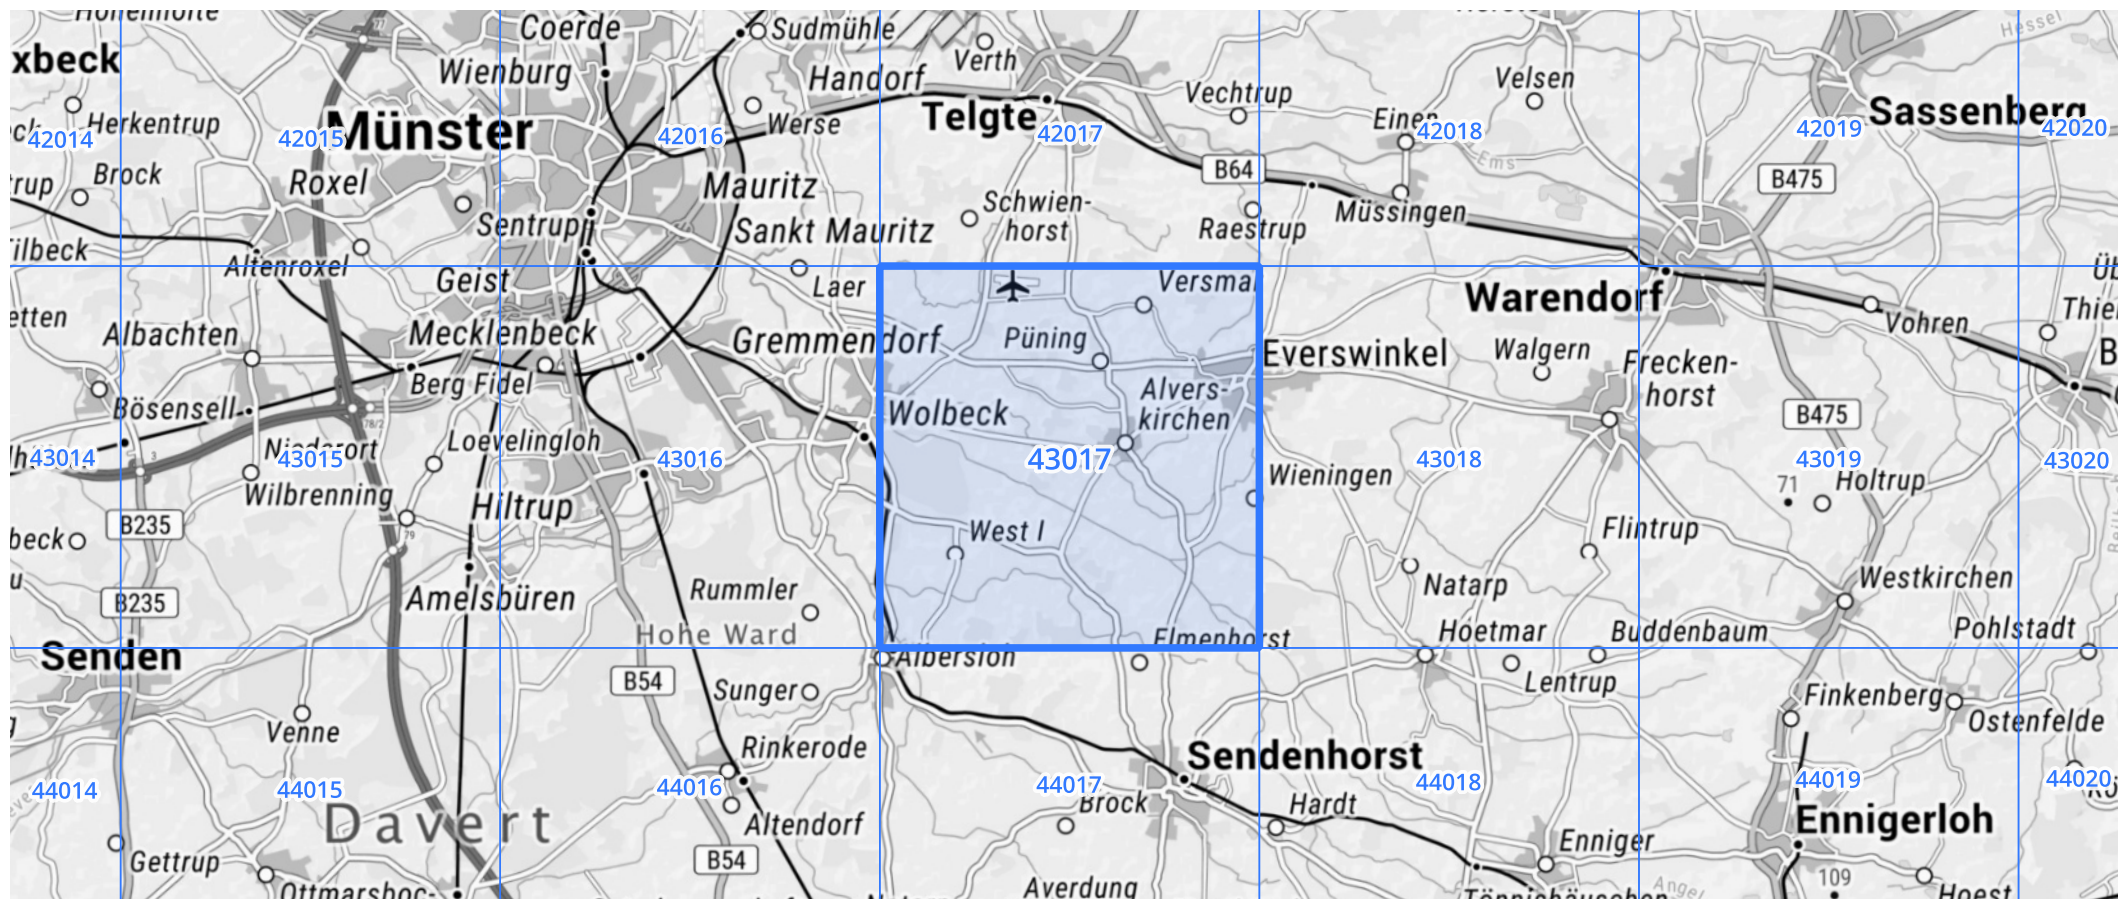 Coerde
Sudmühle
xbeck
Wienburg
Handorf
Verth
Vechtrup
Velsen
Hessel
Herkentrup
Münster
Werse
Telgte
Einen
Sassenberg
42014
42015
42016
42017
42018
42019
42020
Brock
Roxel
Mauritz
B64
Ems
B475
Sentrup
Sankt Mauritz
Schwien-
horst
Raestrup
Müssingen
Altenroxel
Geist
Laer
Warendorf
Vohren
Albachten
Mecklenbeck
Gremmendorf
Püning
Everswinkel
Walgern
Frecken-
horst
Berg Fidel
Bösensell
Wolbeck
Alvers-
kirchen
B475
Loevelingloh
43014
43015
43016
43017
43018
43019
43020
Wilbrenning
Hiltrup
Wieningen
71
Holtrup
B235
79
West I
Flintrup
B235
Amelsbüren
Rummler
Natarp
Westkirchen
Hohe Ward
Elmenhorst
Hoetmar
Buddenbaum
Pohlstadt
Senden
Albersloh
B54
Sunger
Lentrup
Finkenberg
Ostenfelde
Venne
Rinkerode
Sendenhorst
44014
44015
44016
44017
44018
44019
44020
Davert
Altendorf
Brock
Hardt
Ennigerloh
Gettrup
B54
Enniger
Averdung
Angel
109
Hoest